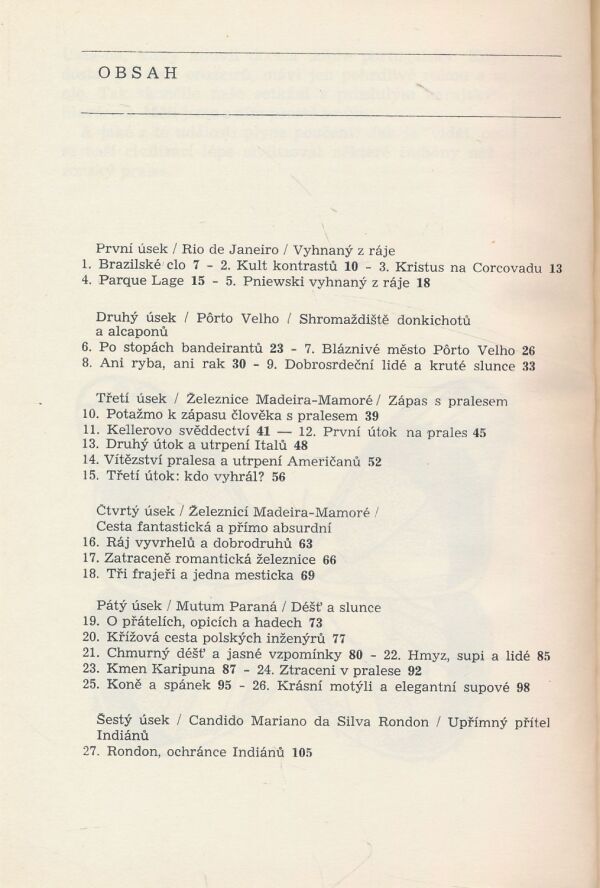 OBSAH
První úsek / Rio de Janeiro / Vyhnaný z ráje
1. Brazilské clo 7 - 2. Kult kontrastů 10 - 3. Kristus na Corcovadu 13
4. Parque Lage 15 - 5. Pniewski vyhnaný z ráje 18
Druhý úsek / Pôrto Velho / Shromaždiště donkichotů
a alcaponů
6. Po stopách bandeirantů 23 - 7. Bláznivé město Pôrto Velho 26
8. Ani ryba, ani rak 30 - 9. Dobrosrdeční lidé a kruté slunce 33
Třetí úsek / Železnice Madeira-Mamoré / Zápas s pralesem
10. Potažmo k zápasu člověka s pralesem 39
11. Kellerovo svěddectví 41 — 12. První útok na prales 45
13. Druhý útok a utrpení Italů 48
14. Vítězství pralesa a utrpení Američanů 52
15. Třetí útok: kdo vyhrál? 56
Čtvrtý úsek / Železnicí Madeira-Mamoré /
Cesta fantastická a přímo absurdní
16. Ráj vyvrhelů a dobrodruhů 63
17. Zatraceně romantická železnice 66
18. Tři frajeři a jedna mesticka 69
Pátý úsek / Mutum Paraná / Déšť a slunce
19. O přátelích, opicích a hadech 73
20. Křížová cesta polských inženýrů 77
21. Chmurný déšť a jasné vzpomínky 80 - 22. Hmyz, supi a lidé 85
23. Kmen Karipuna 87 - 24. Ztraceni v pralese 92
25. Koně a spánek 95 - 26. Krásní motýli a elegantní supové 98
Šestý úsek / Candido Mariano da Silva Rondon / Upřímný přítel
Indiánů
27. Rondon, ochránce Indiánů 105